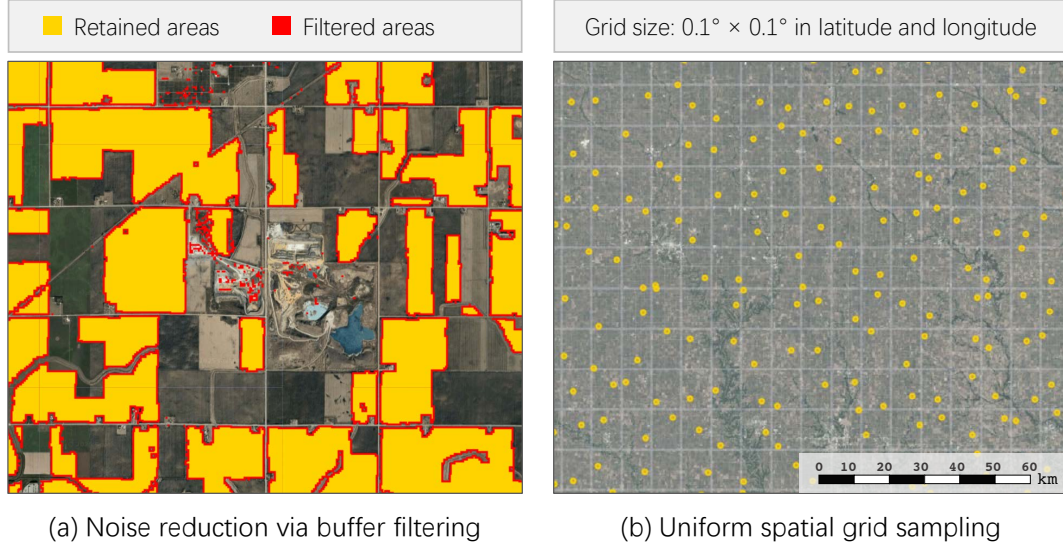 Retained areas
Filtered areas
Grid size: 0.1° × 0.1° in latitude and longitude
0 10 20 30 40 50 60
km
(a) Noise reduction via buffer filtering
(b) Uniform spatial grid sampling